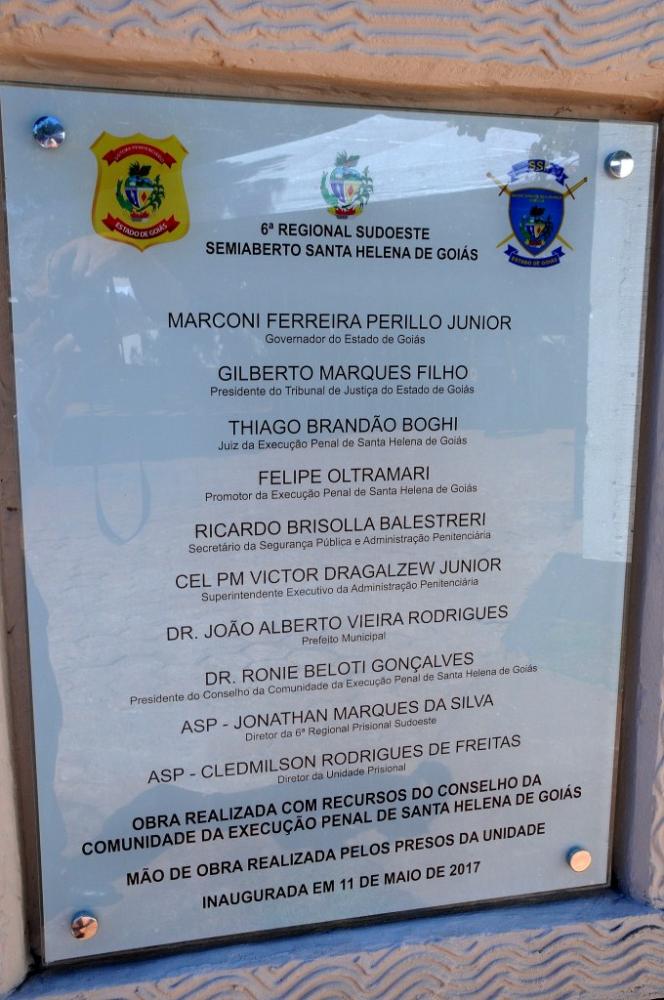 ESTADO DE GOIÁS
SSP
ESTADO DE GOIÁS
6ª REGIONAL SUDOESTE
SEMIABERTO SANTA HELENA DE GOIÁS
MARCONI FERREIRA PERILLO JUNIOR
Governador do Estado de Goiás
GILBERTO MARQUES FILHO
Presidente do Tribunal de Justiça do Estado de Goiás
THIAGO BRANDÃO BOGHI
Juiz da Execução Penal de Santa Helena de Goiás
FELIPE OLTRAMARI
Promotor da Execução Penal de Santa Helena de Goiás
RICARDO BRISOLLA BALESTRERI
Secretário da Segurança Pública e Administração Penitenciária
CEL PM VICTOR DRAGALZEW JUNIOR
Superintendente Executivo da Administração Penitenciária
DR. JOÃO ALBERTO VIEIRA RODRIGUES
Prefeito Municipal
DR. RONIE BELOTI GONÇALVES
Presidente do Conselho da Comunidade da Execução Penal de Santa Helena de Goiás
ASP - JONATHAN MARQUES DA SILVA
Diretor da 6ª Regional Prisional Sudoeste
ASP - CLEDMILSON RODRIGUES DE FREITAS
Diretor da Unidade Prisional
OBRA REALIZADA COM RECURSOS DO CONSELHO DA
COMUNIDADE DA EXECUÇÃO PENAL DE SANTA HELENA DE GOIÁS
MÃO DE OBRA REALIZADA PELOS PRESOS DA UNIDADE
INAUGURADA EM 11 DE MAIO DE 2017